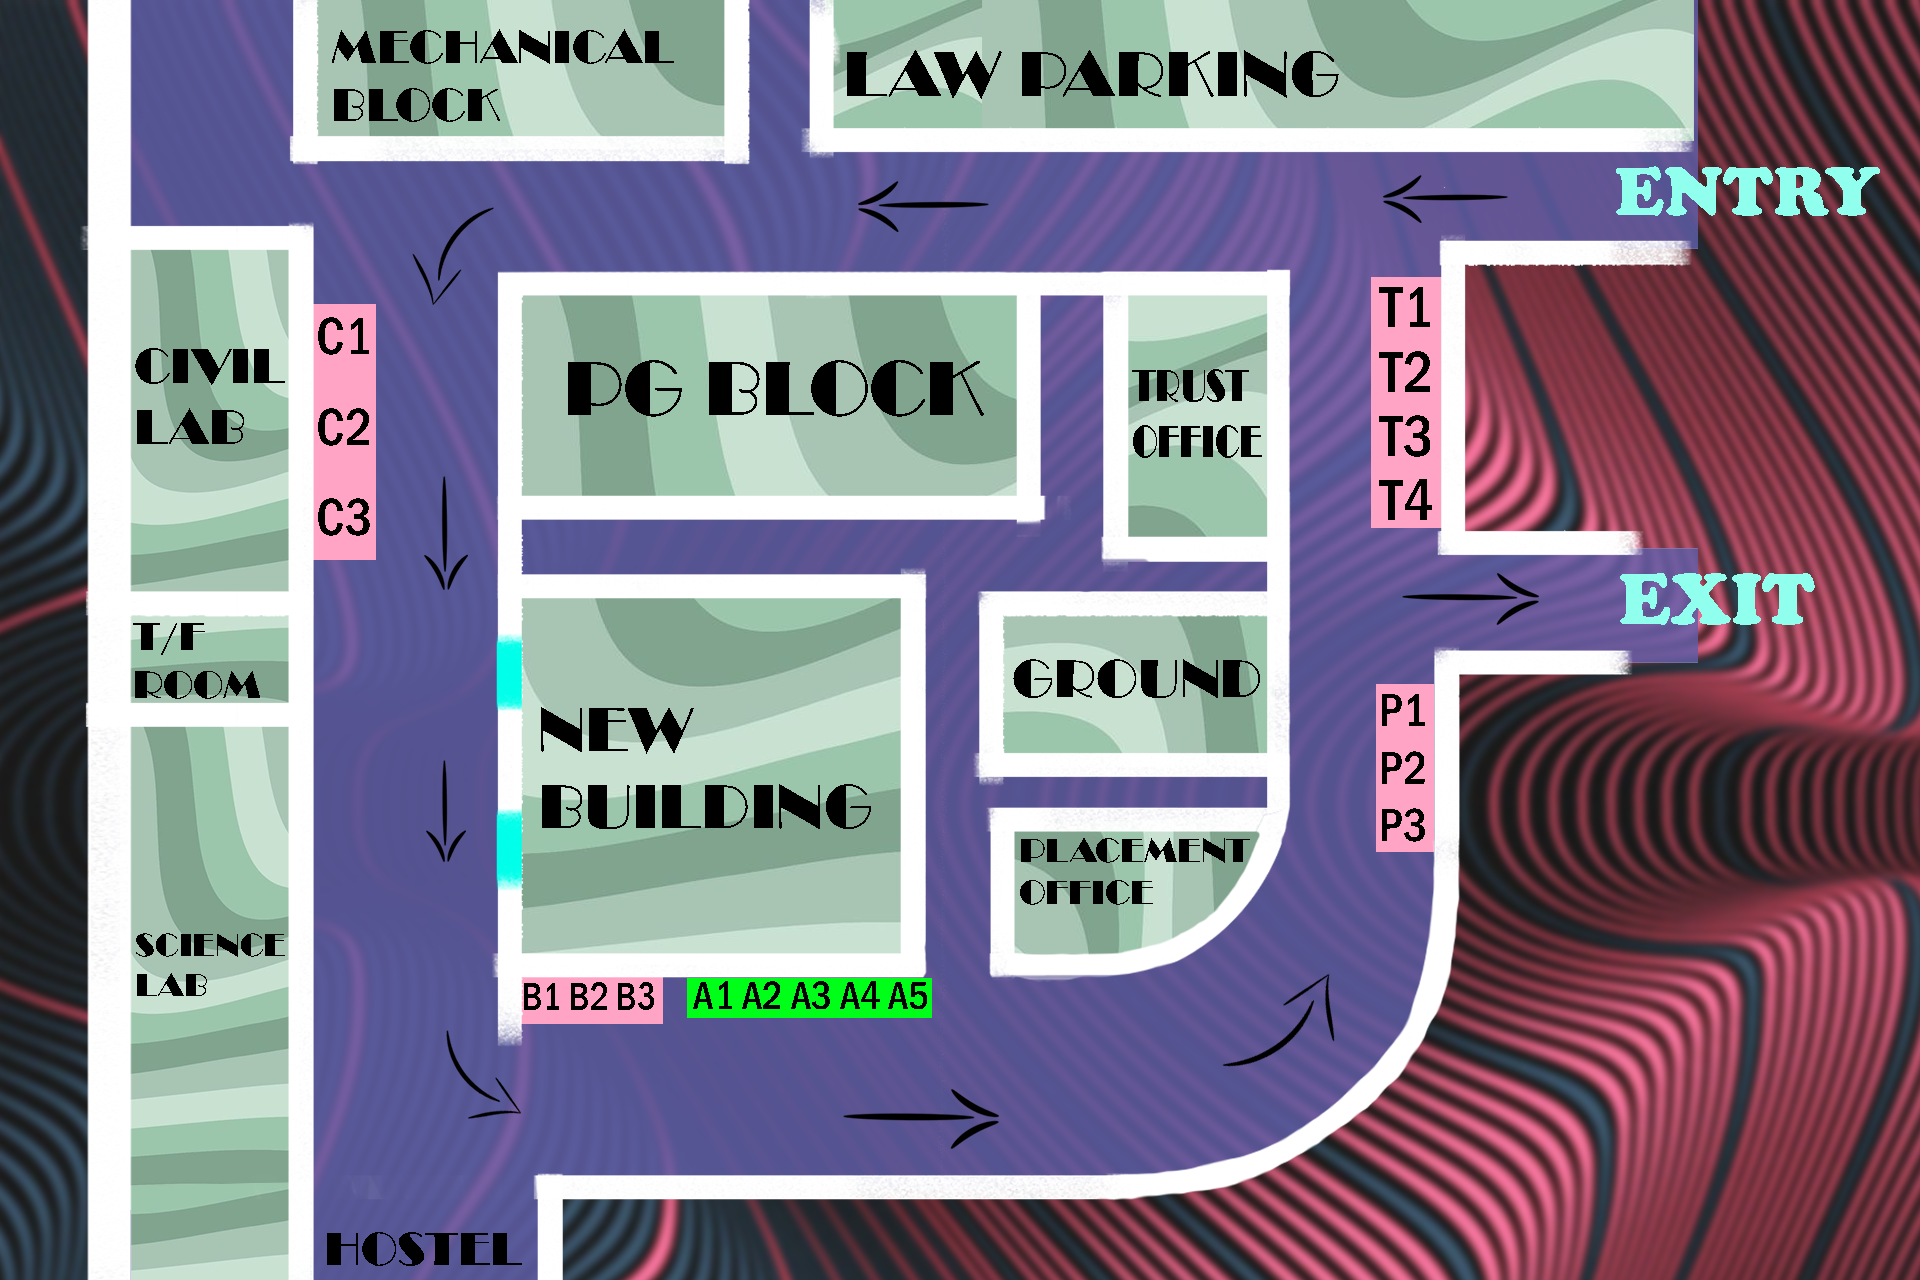 MECHANICAL
BLOCK
LAW PARKING
ENTRY
CIVIL
LAB
C1
C2
C3
PG BLOCK
TRUST
OFFICE
T1
T2
T3
T4
EXIT
T/F
ROOM
NEW
BUILDING
GROUND
P1
P2
P3
PLACEMENT
OFFICE
SCIENCE
LAB
B1 B2 B3
A1 A2 A3 A4 A5
HOSTEL